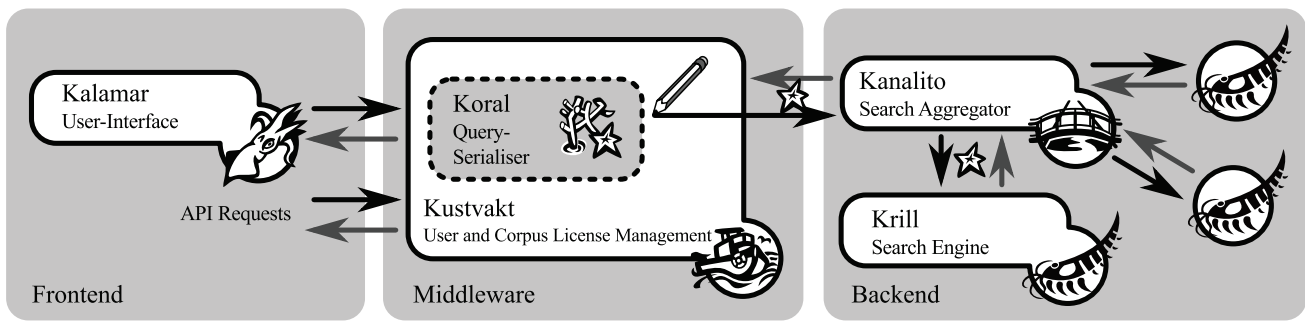 Kalamar
User-Interface
API Requests
Frontend
Koral
Query-
Serialiser
Kustvakt
User and Corpus License Management
Middleware
Kanalito
Search Aggregator
Krill
Search Engine
Backend